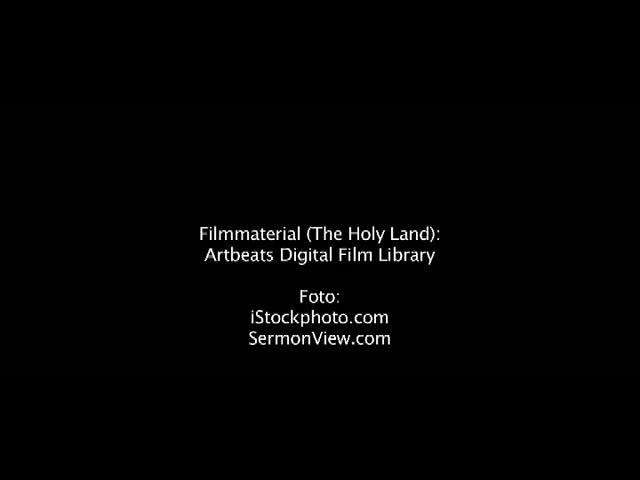 Filmmaterial (The Holy Land):
Artbeats Digital Film Library
Foto:
iStockphoto.com
SermonView.com